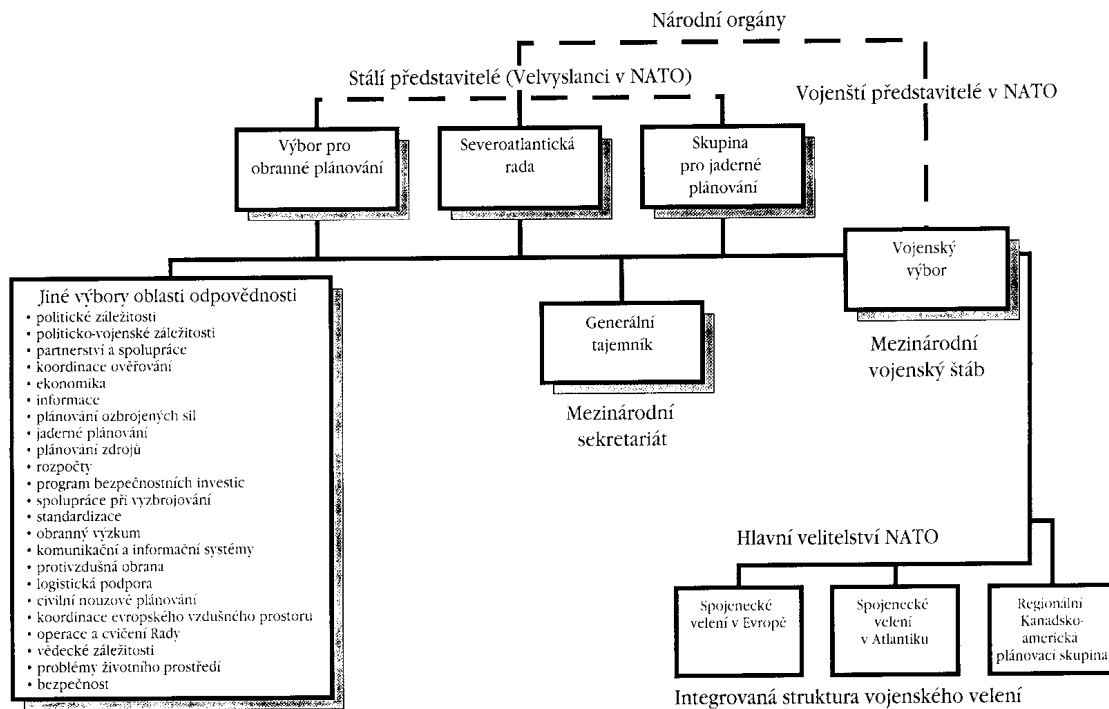 Národní orgány
Stálí představitelé (Velvyslanci v NATO)
Vojenští představitelé v NATO
Výbor pro
obranné plánování
Severoatlantická
rada
Skupina
pro jaderné
plánování
Vojenský
výbor
Mezinárodní
vojenský štáb
Generální
tajemník
Mezinárodní
sekretariát
Jiné výbory oblasti odpovědnosti
• politické záležitosti
• politicko-vojenské záležitosti
• partnerství a spolupráce
• koordinace ověřování
• ekonomika
• informace
• plánování ozbrojených sil
• jaderné plánování
• plánování zdrojů
• rozpočty
• program bezpečnostních investic
• spolupráce při vyzbrojování
• standardizace
• obranný výzkum
• komunikační a informační systémy
• protivzdušná obrana
• logistická podpora
• civilní nouzové plánování
• koordinace evropského vzdušného prostoru
• operace a cvičení Rady
• vědecké záležitosti
• problémy životního prostředí
• bezpečnost
Hlavní velitelství NATO
Spojenecké
velení v Evropě
Spojenecké
velení
v Atlantiku
Regionální
Kanadsko-
americká
plánovací skupina
Integrovaná struktura vojenského velení